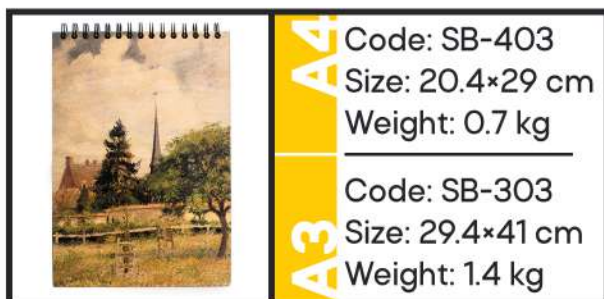 A4
Code: SB-403
Size: 20.4×29 cm
Weight: 0.7 kg
A3
Code: SB-303
Size: 29.4×41 cm
Weight: 1.4 kg